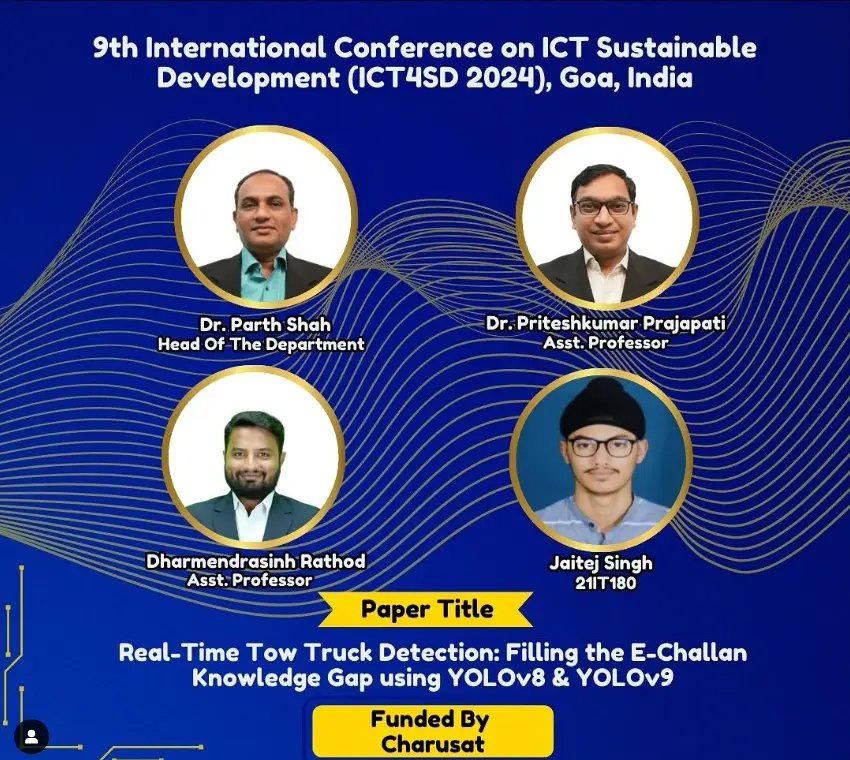 9th International Conference on ICT Sustainable
Development (ICT4SD 2024), Goa, India
Dr. Parth Shah
Head Of The Department
Dr. Priteshkumar Prajapati
Asst. Professor
Dharmendrasinh Rathod
Asst. Professor
Jaitej Singh
21IT180
Paper Title
Real-Time Tow Truck Detection: Filling the E-Challan
Knowledge Gap using YOLOv8 & YOLOv9
Funded By
Charusat